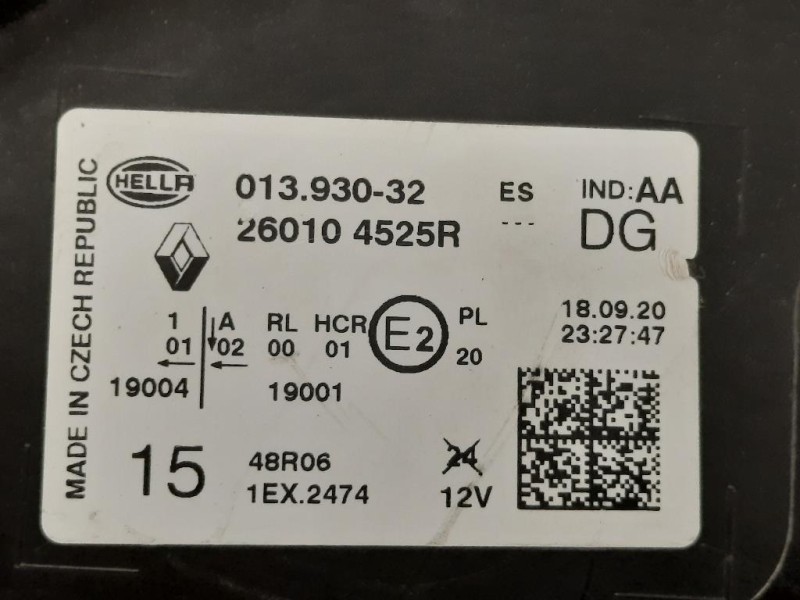 MADE IN CZECH REPUBLIC
HELLA 013.930-32 ES IND:AA
26010 4525R --- DG
1 A RL HCR E2 PL 18.09.20
01 02 00 01 20 23:27:47
19004 19001
15 48R06 24
1EX.2474 12V